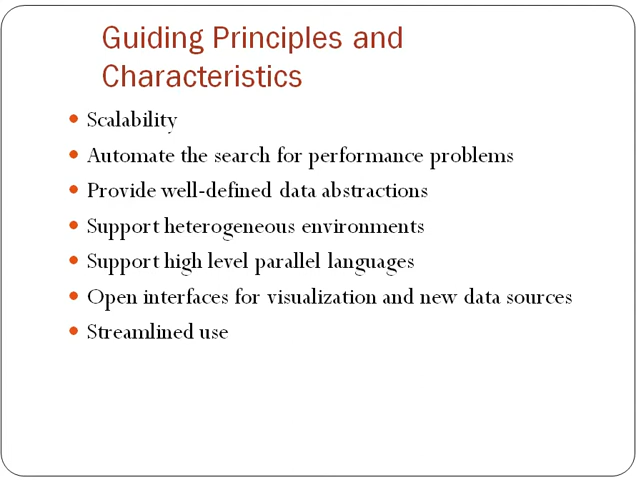 Guiding Principles and
Characteristics
• Scalability
• Automate the search for performance problems
• Provide well-defined data abstractions
• Support heterogeneous environments
• Support high level parallel languages
• Open interfaces for visualization and new data sources
• Streamlined use